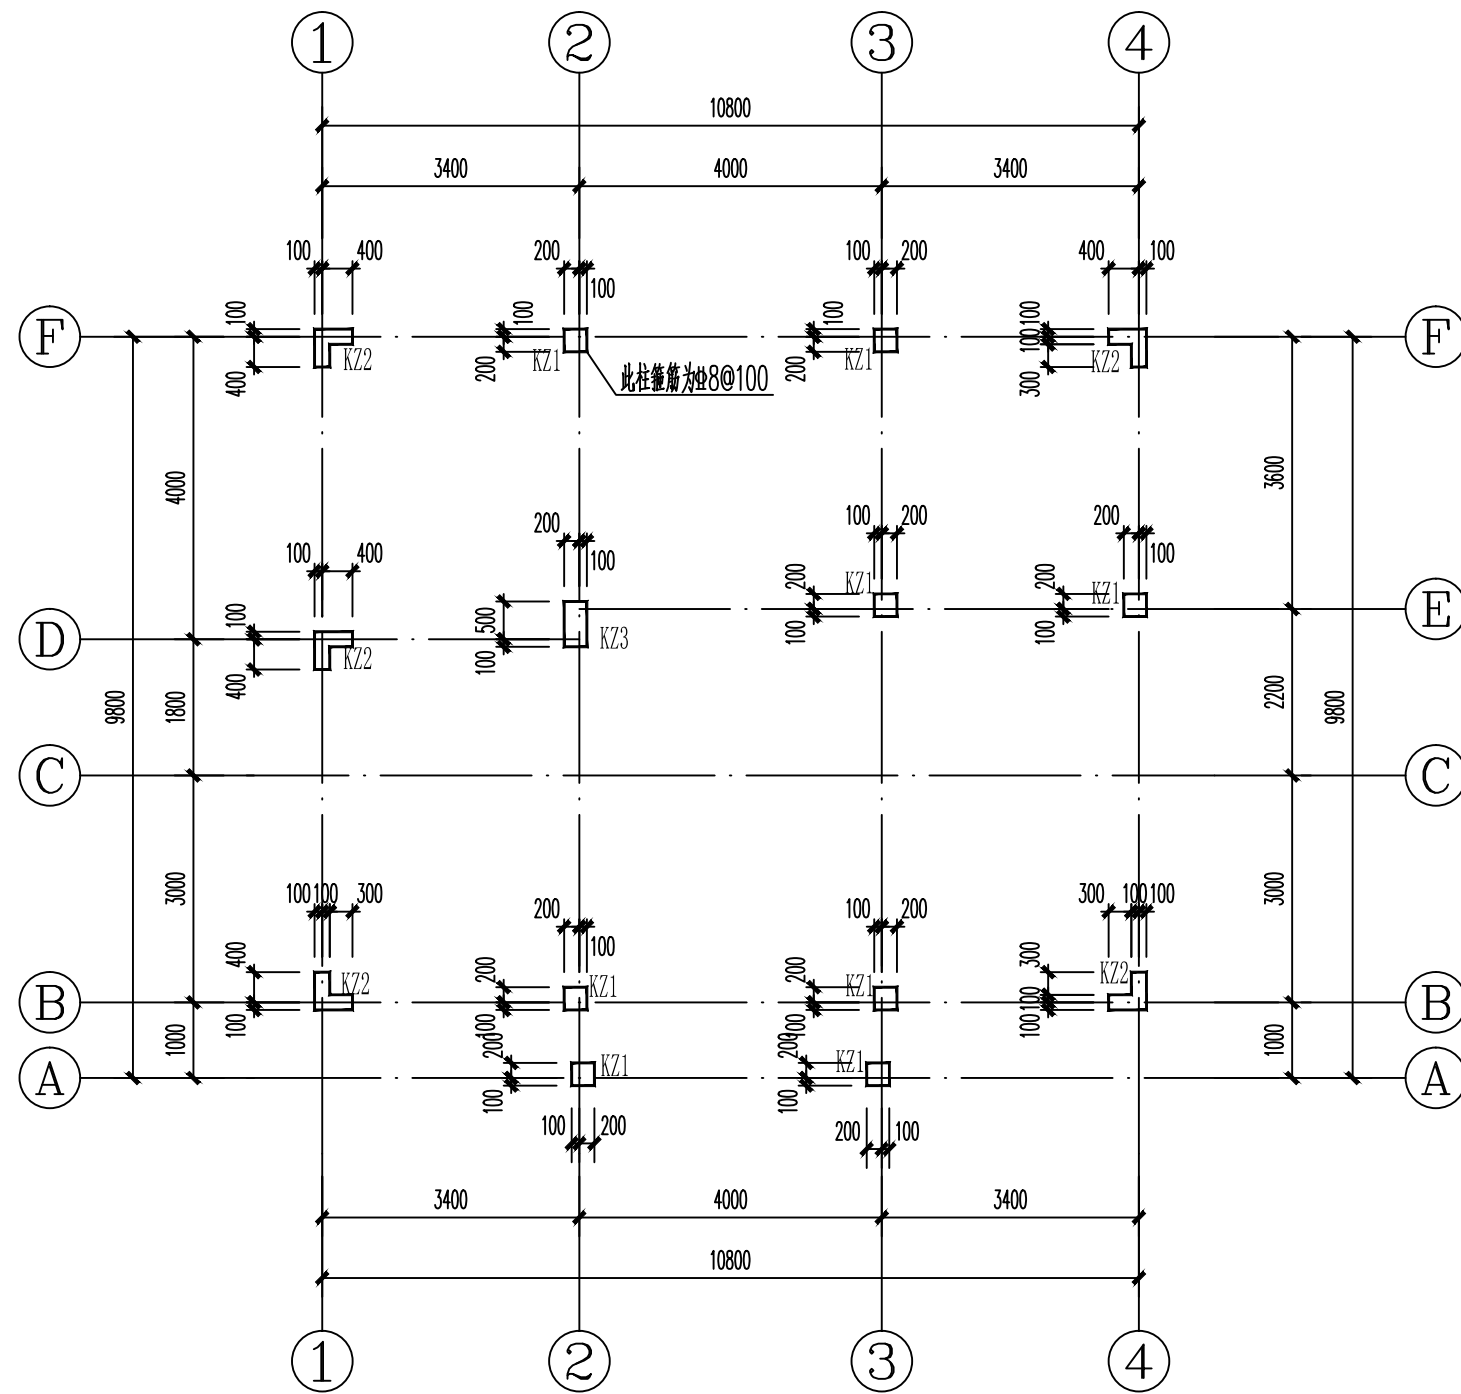 1 2 3 4
10800
3400 4000 3400
100 400 200 100 100 200 400 100
F 100 400 KZ2 100 200 KZ1 100 200 KZ1 100 100 300 KZ2 F
此柱箍筋为⌽8@100
4000 3600
100 400 200 100 100 200 200 100
200 100 KZ1 200 100 KZ1 E
D 100 400 KZ2 500 100 KZ3
9800 1800 2200 9800
C C
3000 3000
100 100 300 200 100 100 200 300 100 100
B 400 100 KZ2 200 100 KZ1 200 100 KZ1 300 100 100 KZ2 B
1000 1000
A 200 100 KZ1 200 100 KZ1 A
100 200 200 100
3400 4000 3400
10800
1 2 3 4